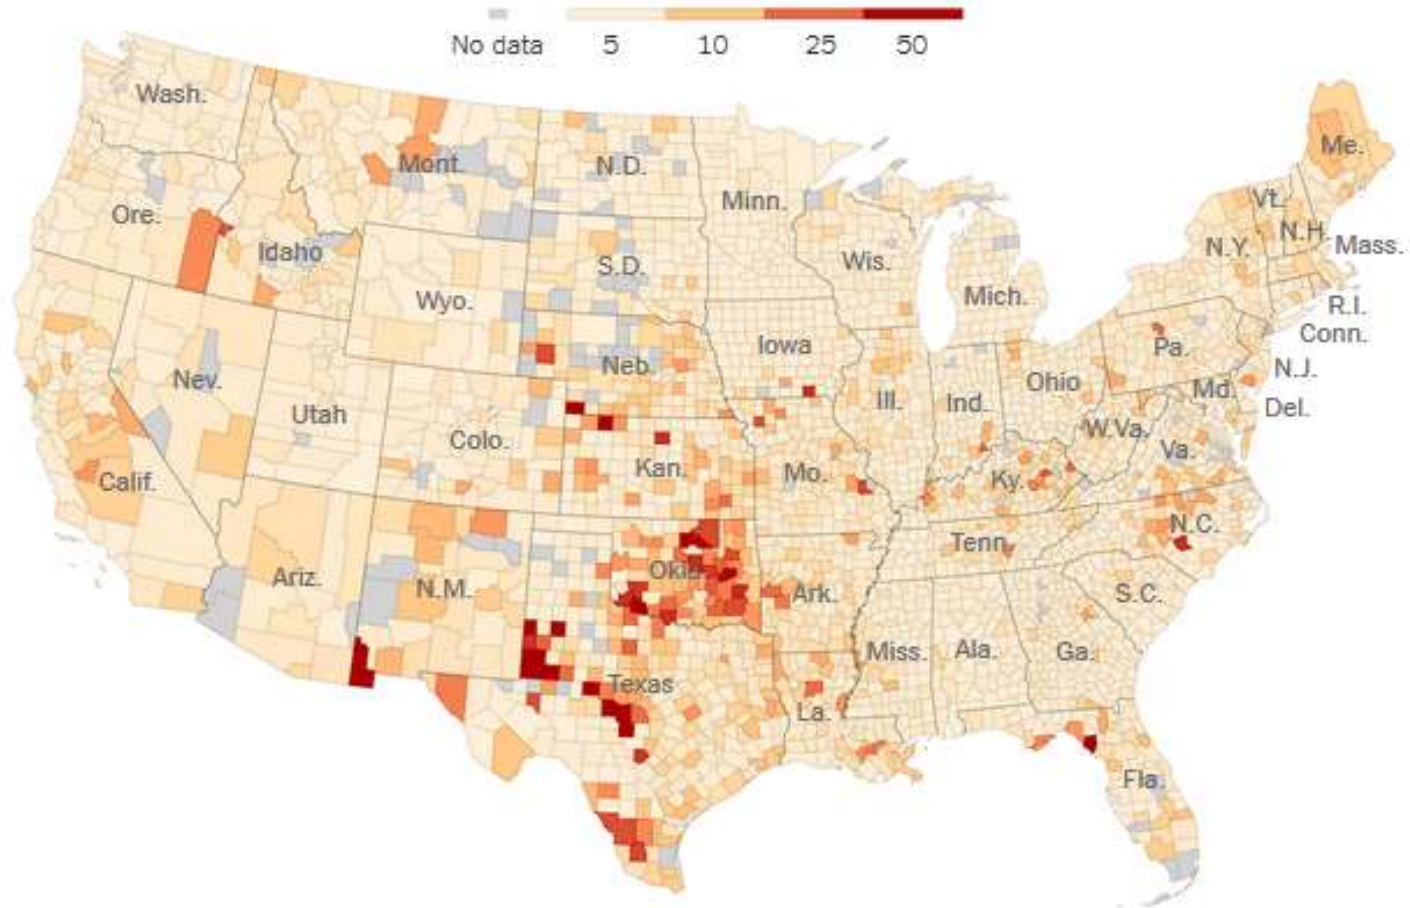 No data 5 10 25 50
Wash.
Me.
Mont.
N.D.
Minn.
Vt.
Ore.
N.H.
Idaho
S.D.
Wis.
N.Y.
Mass.
Wyo.
Mich.
R.I.
Conn.
Iowa
Pa.
Nev.
Neb.
Ohio
N.J.
Utah
Ill.
Ind.
Md.
Del.
Colo.
W.Va.
Va.
Calif.
Kan.
Mo.
Ky.
N.C.
Tenn.
Ariz.
N.M.
Okla.
Ark.
S.C.
Miss.
Ala.
Ga.
Texas
La.
Fla.